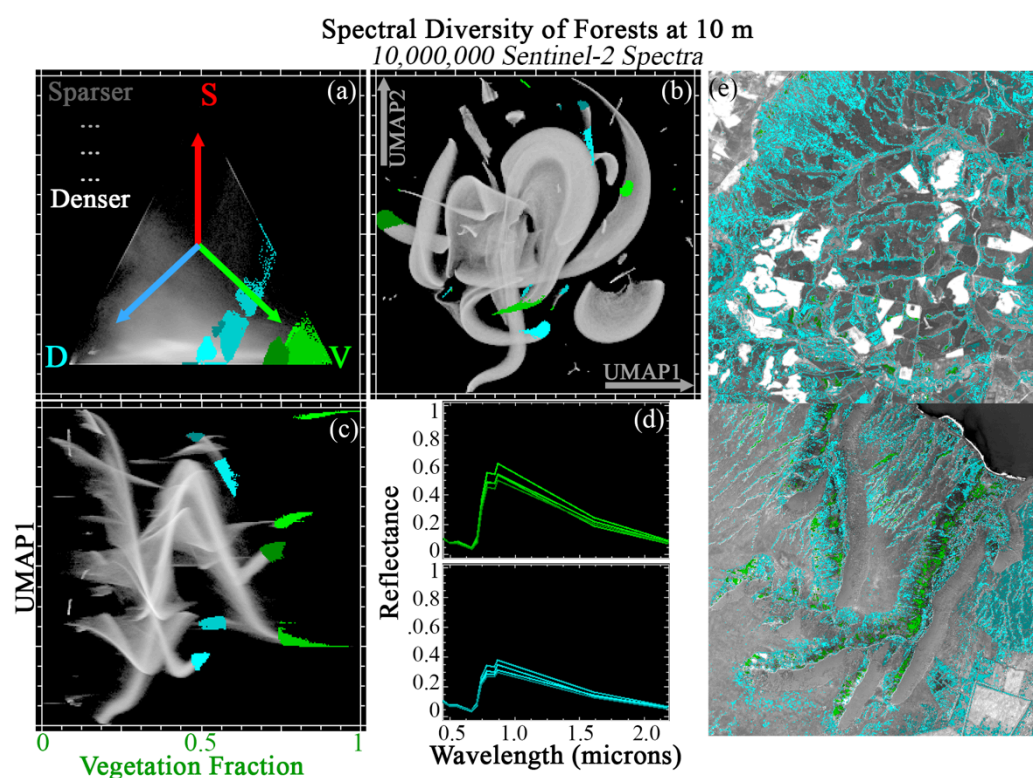 Spectral Diversity of Forests at 10 m
10,000,000 Sentinel-2 Spectra
(a)
Sparser
...
...
...
Denser
S
D
V
(b)
UMAP2
UMAP1
(c)
UMAP1
0
0.5
1
Vegetation Fraction
(d)
Reflectance
1
0.8
0.6
0.4
0.2
0
1
0.8
.6
0.4
0.2
0
0.5
1.0
1.5
2.0
Wavelength (microns)
(e)